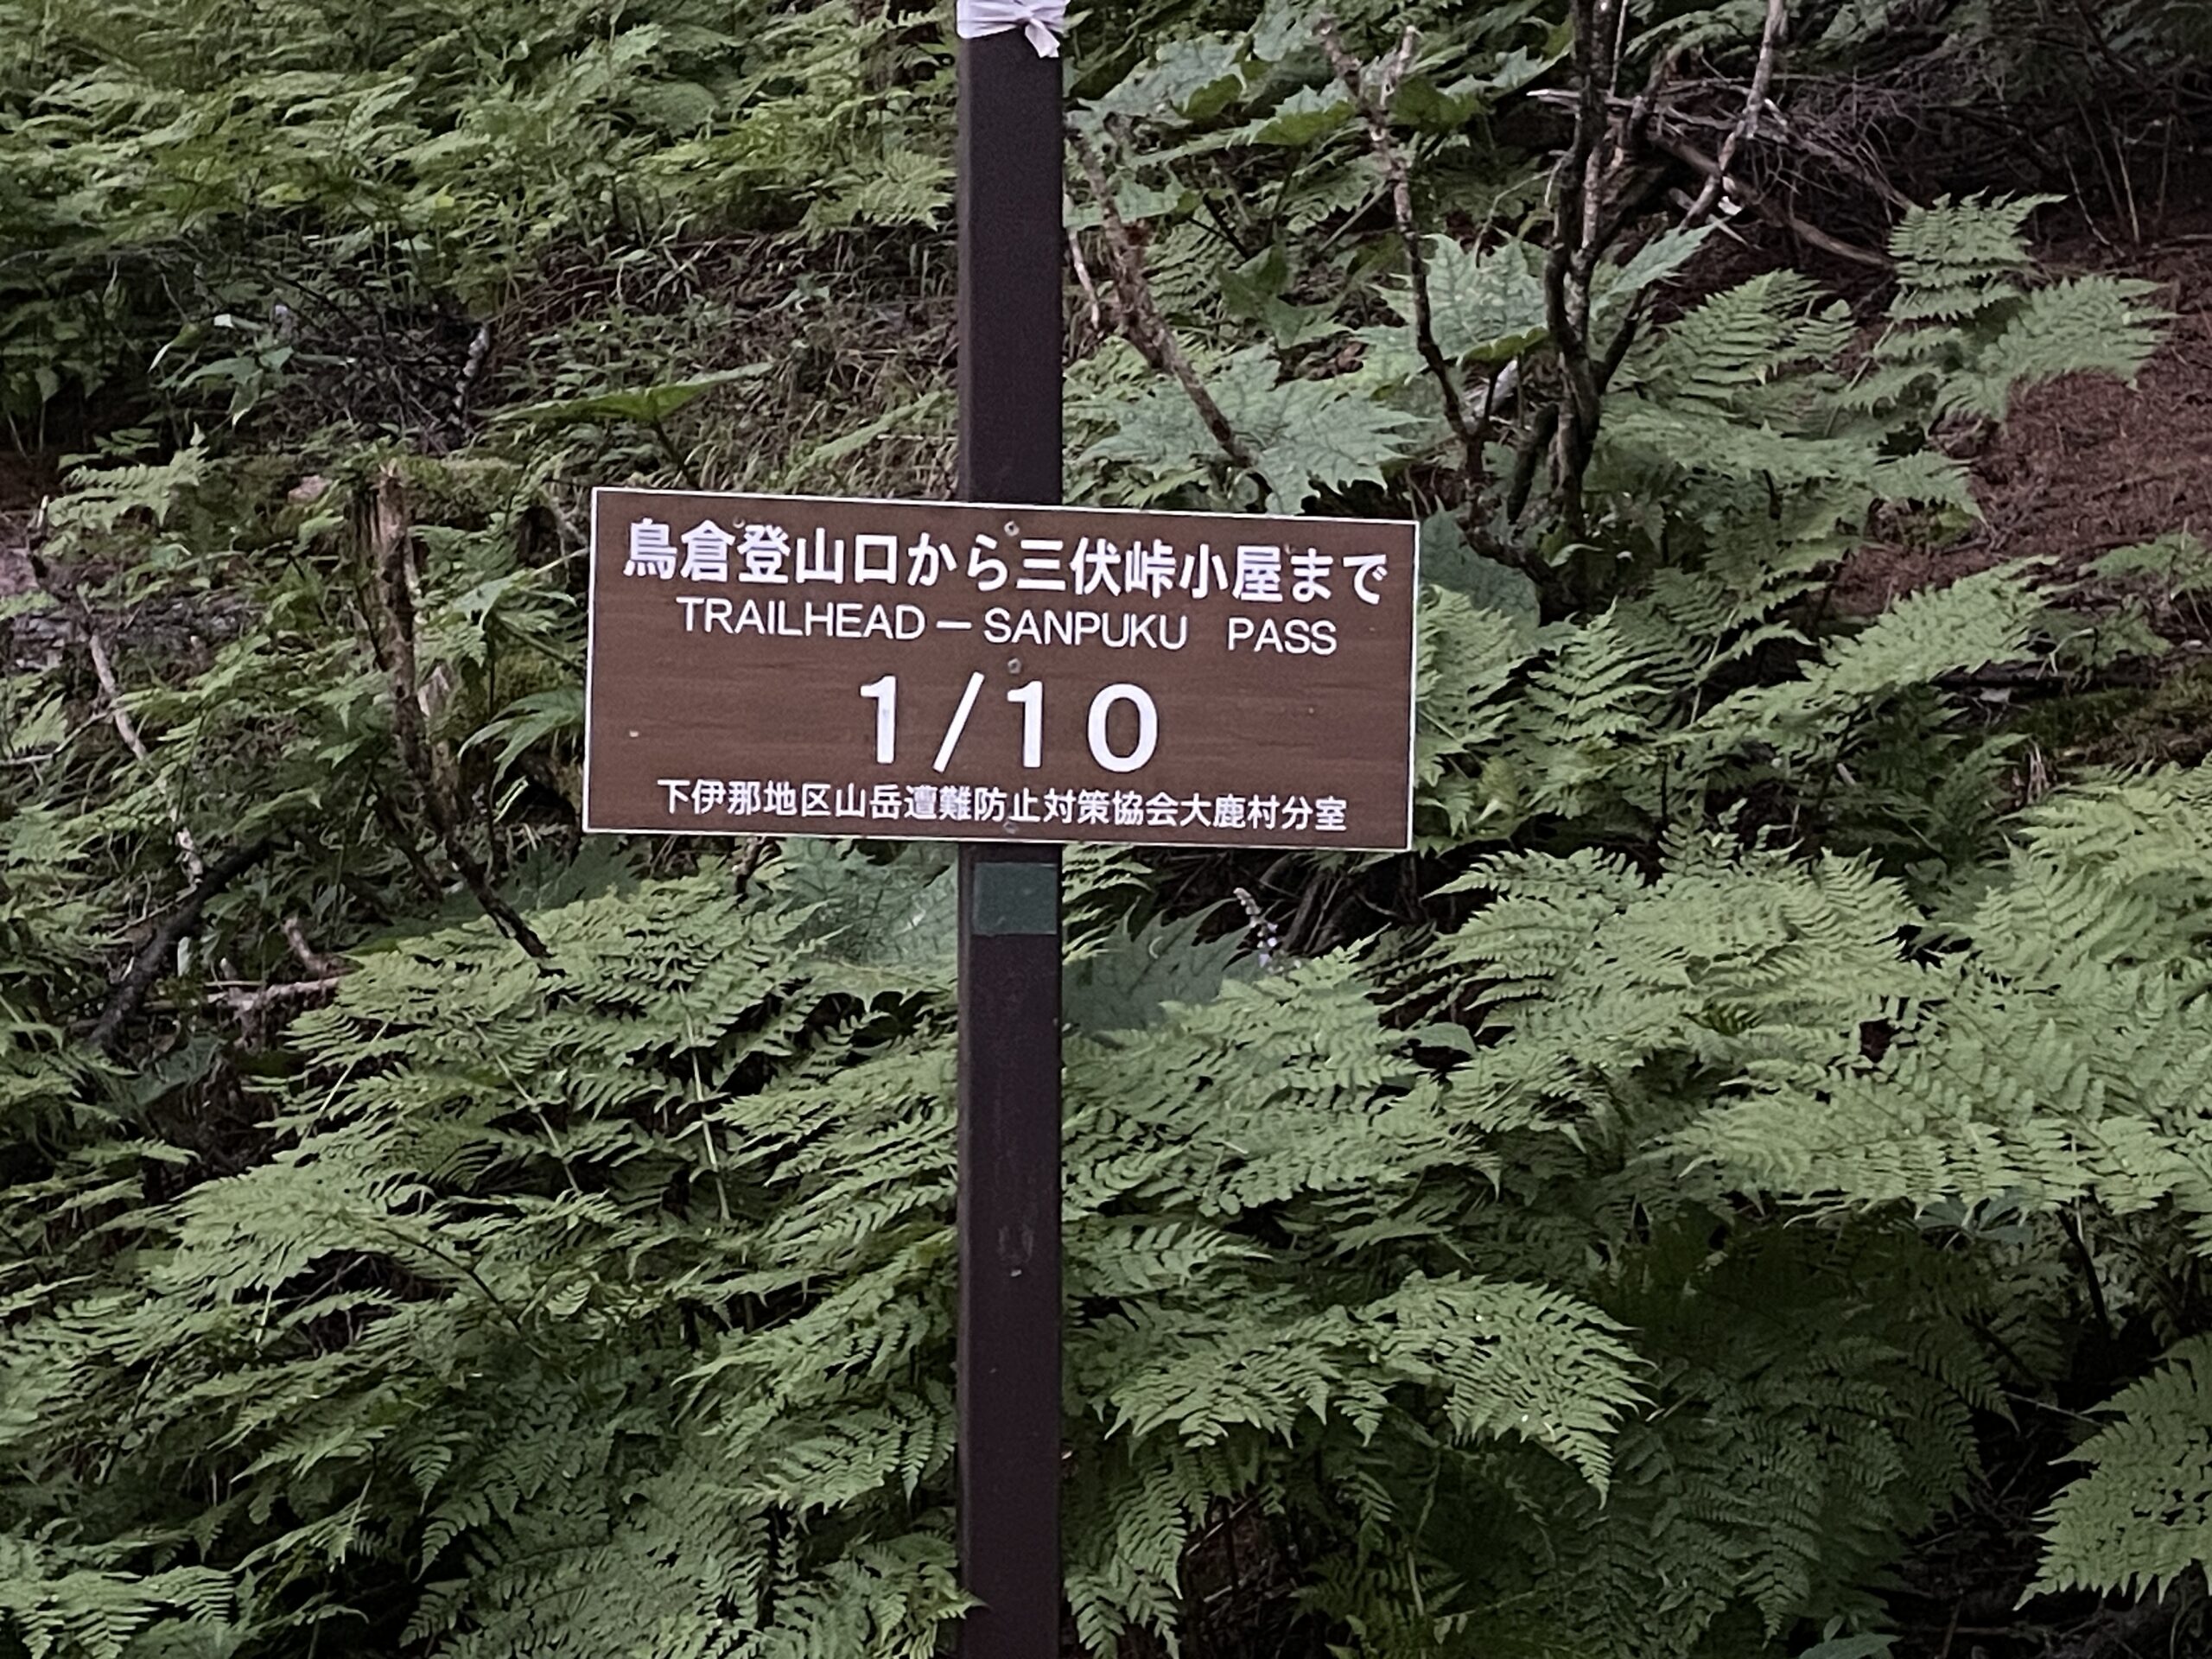 鳥倉登山口から三伏峠小屋まで
TRAILHEAD － SANPUKU PASS
1/10
下伊那地区山岳遭難防止対策協会大鹿村分室